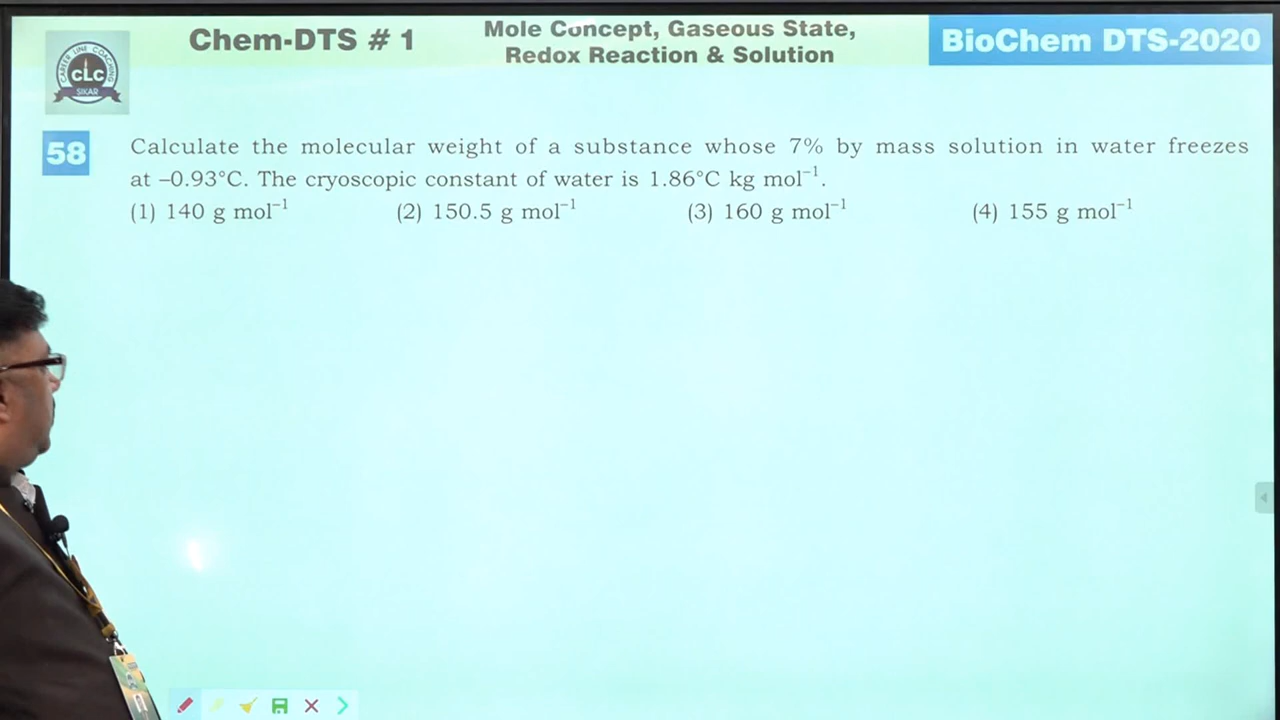 Chem-DTS # 1
Mole Concept, Gaseous State,
Redox Reaction & Solution
BioChem DTS-2020
CAREER LINE COACHING
CLC
SIKAR
58
Calculate the molecular weight of a substance whose 7% by mass solution in water freezes
at –0.93°C. The cryoscopic constant of water is 1.86°C kg mol⁻¹.
(1) 140 g mol⁻¹ (2) 150.5 g mol⁻¹ (3) 160 g mol⁻¹ (4) 155 g mol⁻¹